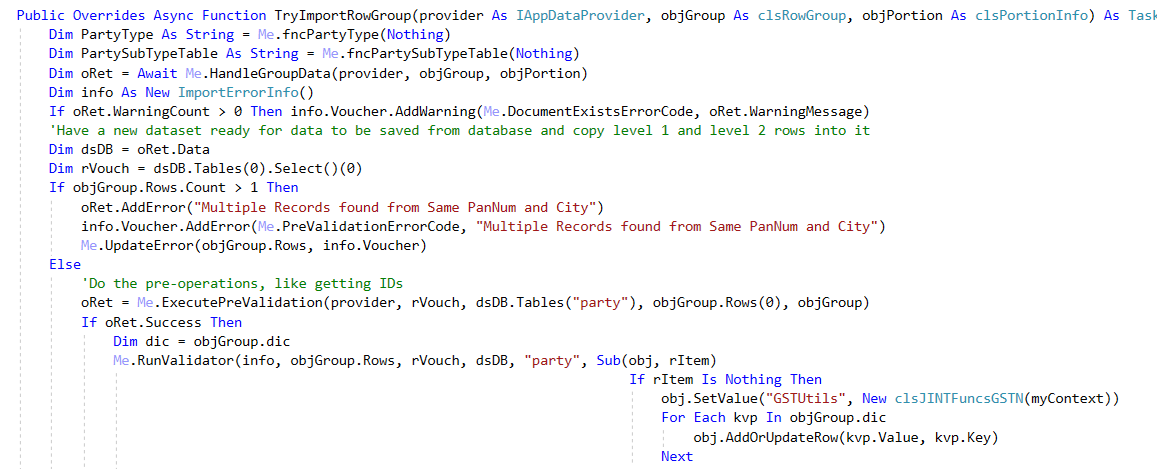 Public Overrides Async Function TryImportRowGroup(provider As IAppDataProvider, objGroup As clsRowGroup, objPortion As clsPortionInfo) As Task
Dim PartyType As String = Me.fncPartyType(Nothing)
Dim PartySubTypeTable As String = Me.fncPartySubTypeTable(Nothing)
Dim oRet = Await Me.HandleGroupData(provider, objGroup, objPortion)
Dim info As New ImportErrorInfo()
If oRet.WarningCount > 0 Then info.Voucher.AddWarning(Me.DocumentExistsErrorCode, oRet.WarningMessage)
'Have a new dataset ready for data to be saved from database and copy level 1 and level 2 rows into it
Dim dsDB = oRet.Data
Dim rVouch = dsDB.Tables(0).Select()(0)
If objGroup.Rows.Count > 1 Then
oRet.AddError("Multiple Records found from Same PanNum and City")
info.Voucher.AddError(Me.PreValidationErrorCode, "Multiple Records found from Same PanNum and City")
Me.UpdateError(objGroup.Rows, info.Voucher)
Else
'Do the pre-operations, like getting IDs
oRet = Me.ExecutePreValidation(provider, rVouch, dsDB.Tables("party"), objGroup.Rows(0), objGroup)
If oRet.Success Then
Dim dic = objGroup.dic
Me.RunValidator(info, objGroup.Rows, rVouch, dsDB, "party", Sub(obj, rItem)
If rItem Is Nothing Then
obj.SetValue("GSTUtils", New clsJINTFuncsGSTN(myContext))
For Each kvp In objGroup.dic
obj.AddOrUpdateRow(kvp.Value, kvp.Key)
Next